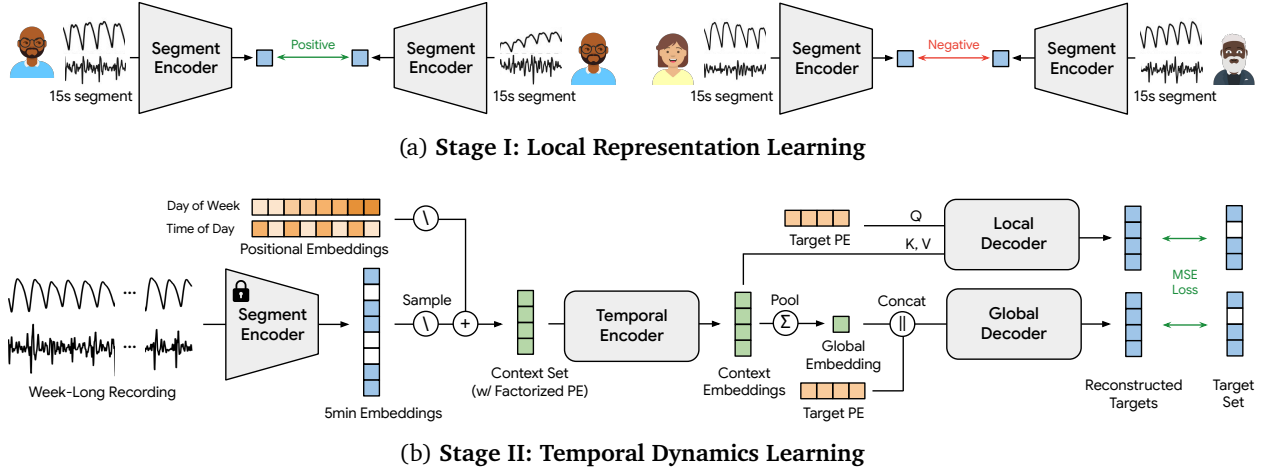 Segment Encoder
Positive
Segment Encoder
15s segment
15s segment
Segment Encoder
Negative
Segment Encoder
15s segment
15s segment
(a) Stage I: Local Representation Learning
Day of Week
Time of Day
Positional Embeddings
\
Target PE
Q
K, V
Local Decoder
...
...
Week-Long Recording
Segment Encoder
5min Embeddings
Sample
\
+
Context Set
(w/ Factorized PE)
Temporal Encoder
Context Embeddings
Pool
Σ
Global Embedding
Concat
||
Target PE
Global Decoder
MSE Loss
Reconstructed Targets
Target Set
(b) Stage II: Temporal Dynamics Learning